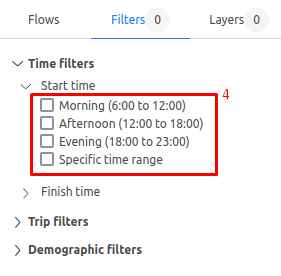 Flows Filters 0 Layers 0
Time filters
Start time
4
Morning (6:00 to 12:00)
Afternoon (12:00 to 18:00)
Evening (18:00 to 23:00)
Specific time range
Finish time
Trip filters
Demographic filters